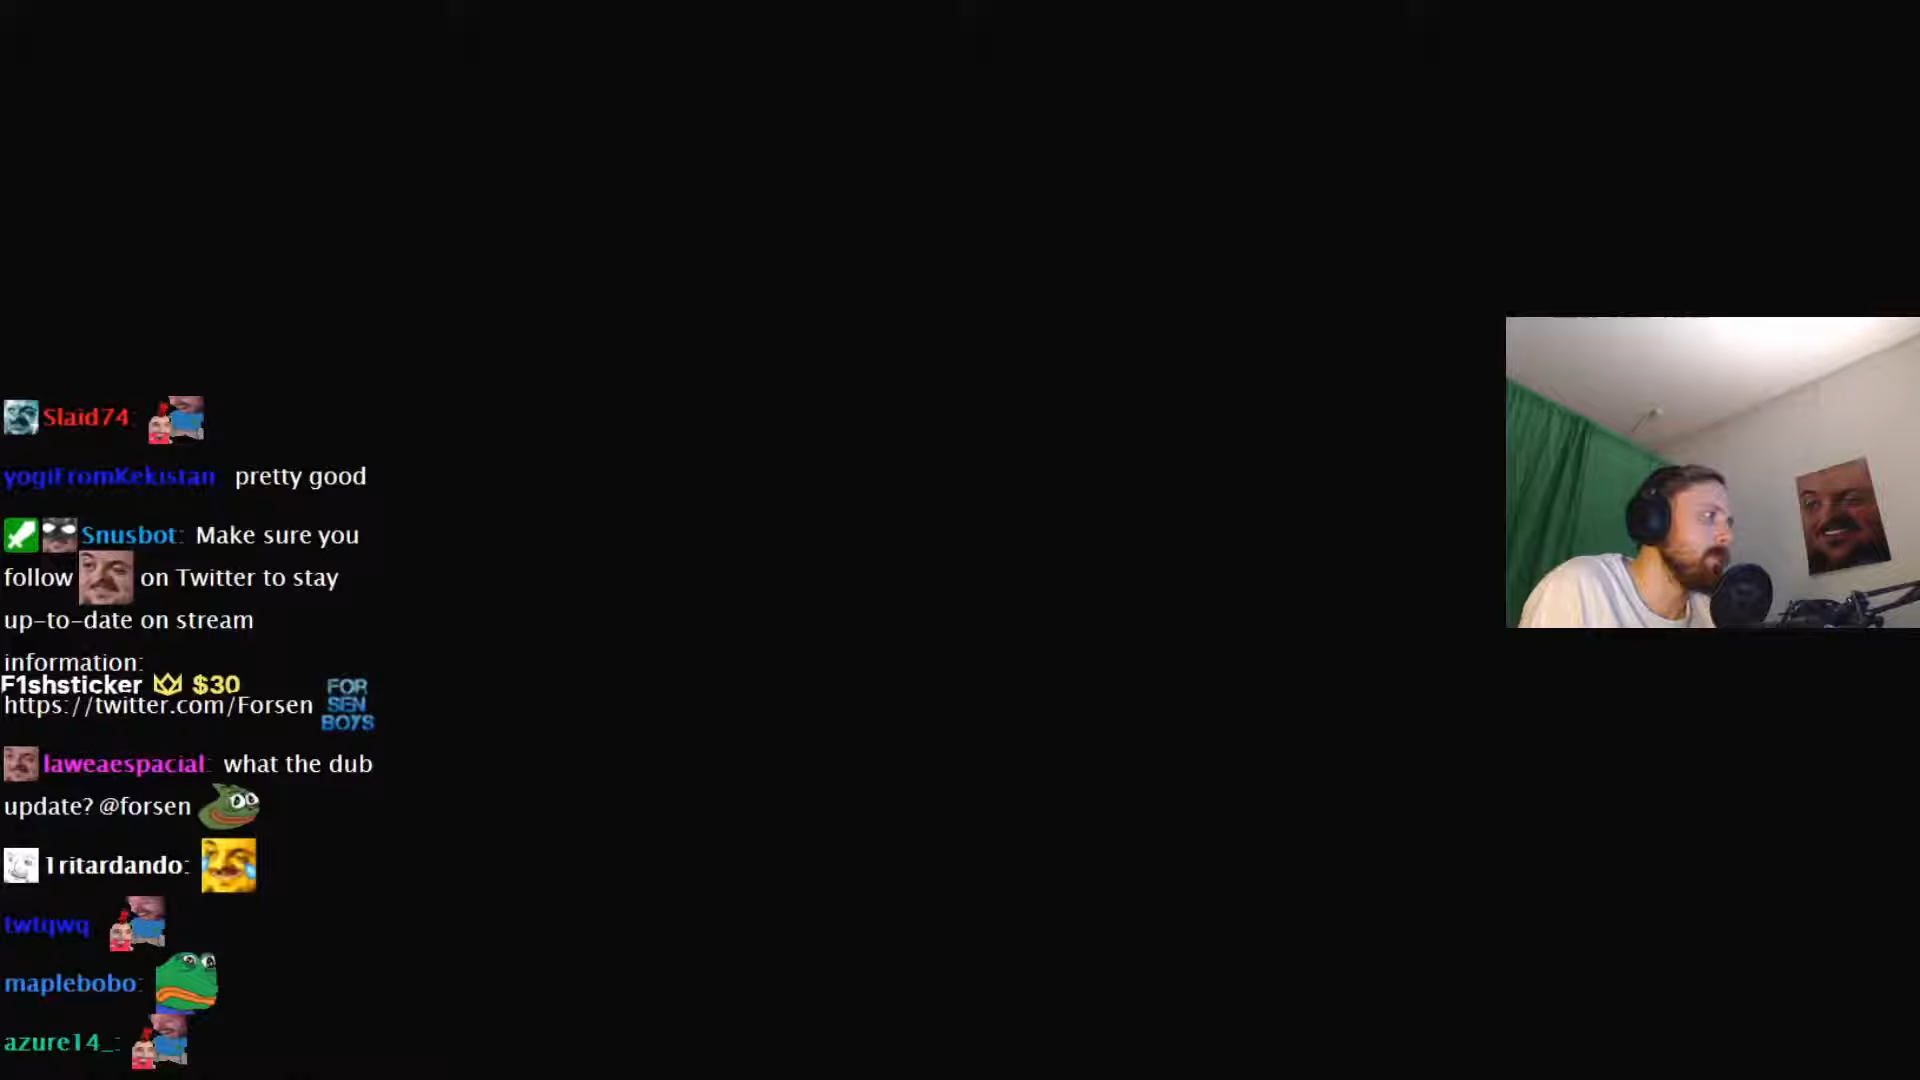 Slaid74:
yogiFromKekistan pretty good
Snusbot: Make sure you
follow on Twitter to stay
up-to-date on stream
information:
F1shsticker $30
https://twitter.com/Forsen FOR
SEN
BOYS
laweaespacial: what the dub
update? @forsen
1ritardando:
twtqwq
maplebobo:
azure14_: